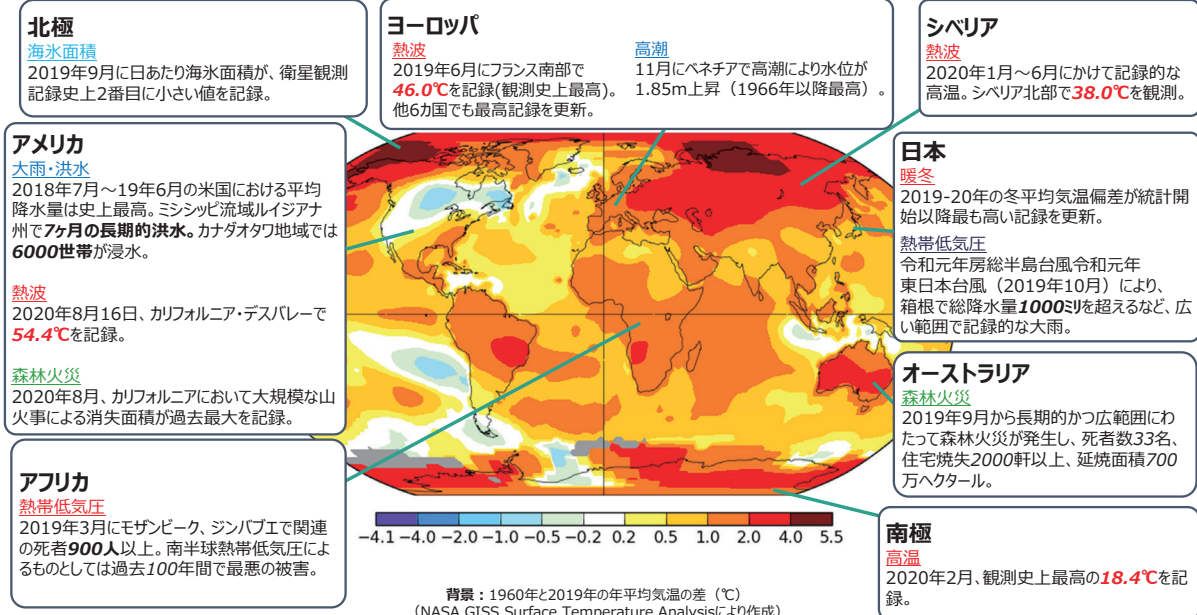 北極
海氷面積
2019年9月に日あたり海氷面積が、衛星観測
記録史上2番目に小さい値を記録。
ヨーロッパ
熱波
2019年6月にフランス南部で
46.0℃を記録(観測史上最高)。
他6カ国でも最高記録を更新。
高潮
11月にベネチアで高潮により水位が
1.85m上昇（1966年以降最高）。
シベリア
熱波
2020年1月～6月にかけて記録的な
高温。シベリア北部で38.0℃を観測。
アメリカ
大雨・洪水
2018年7月～19年6月の米国における平均
降水量は史上最高。ミシシッピ流域ルイジアナ
州で7ヶ月の長期的洪水。カナダオタワ地域では
6000世帯が浸水。
熱波
2020年8月16日、カリフォルニア・デスバレーで
54.4℃を記録。
森林火災
2020年8月、カリフォルニアにおいて大規模な山
火事による消失面積が過去最大を記録。
日本
暖冬
2019-20年の冬平均気温偏差が統計開
始以降最も高い記録を更新。
熱帯低気圧
令和元年房総半島台風令和元年
東日本台風（2019年10月）により、
箱根で総降水量1000ミリを超えるなど、広
い範囲で記録的な大雨。
オーストラリア
森林火災
2019年9月から長期的かつ広範囲にわ
たって森林火災が発生し、死者数33名、
住宅焼失2000軒以上、延焼面積700
万ヘクタール。
アフリカ
熱帯低気圧
2019年3月にモザンビーク、ジンバブエで関連
の死者900人以上。南半球熱帯低気圧によ
るものとしては過去100年間で最悪の被害。
南極
高温
2020年2月、観測史上最高の18.4℃を記
録。
−4.1 −4.0 −2.0 −1.0 −0.5 −0.2 0.2 0.5 1.0 2.0 4.0 5.5
背景：1960年と2019年の年平均気温の差（℃）
（NASA GISS Surface Temperature Analysisにより作成）